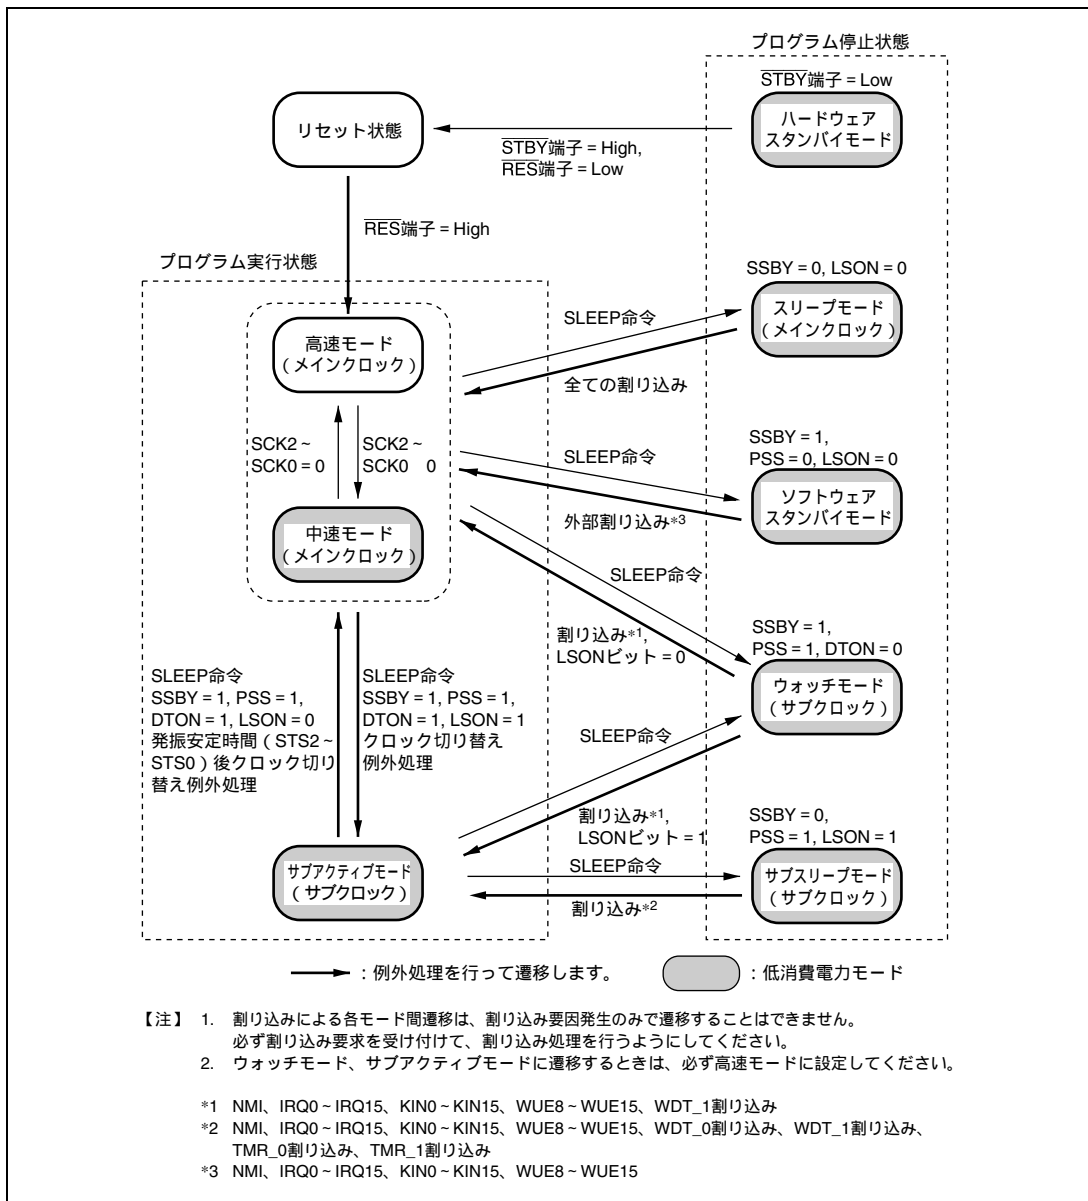 プログラム停止状態
STBY端子 = Low
ハードウェア
スタンバイモード
リセット状態
STBY端子 = High,
RES端子 = Low
RES端子 = High
プログラム実行状態
SSBY = 0, LSON = 0
スリープモード
(メインクロック)
SLEEP命令
高速モード
(メインクロック)
全ての割り込み
SCK2~
SCK0 = 0
SCK2~
SCK0 0
SSBY = 1,
PSS = 0, LSON = 0
SLEEP命令
ソフトウェア
スタンバイモード
外部割り込み*3
中速モード
(メインクロック)
SLEEP命令
SSBY = 1,
PSS = 1, DTON = 0
割り込み*1,
LSONビット = 0
ウォッチモード
(サブクロック)
SLEEP命令
SSBY = 1, PSS = 1,
DTON = 1, LSON = 0
発振安定時間(STS2~
STS0)後クロック切り
替え例外処理
SLEEP命令
SSBY = 1, PSS = 1,
DTON = 1, LSON = 1
クロック切り替え
例外処理
SLEEP命令
割り込み*1,
LSONビット = 1
SSBY = 0,
PSS = 1, LSON = 1
SLEEP命令
サブアクティブモード
(サブクロック)
サブスリープモード
(サブクロック)
割り込み*2
:例外処理を行って遷移します。
:低消費電力モード
【注】 1. 割り込みによる各モード間遷移は、割り込み要因発生のみで遷移することはできません。
必ず割り込み要求を受け付けて、割り込み処理を行うようにしてください。
2. ウォッチモード、サブアクティブモードに遷移するときは、必ず高速モードに設定してください。
*1 NMI、IRQ0~IRQ15、KIN0~KIN15、WUE8~WUE15、WDT_1割り込み
*2 NMI、IRQ0~IRQ15、KIN0~KIN15、WUE8~WUE15、WDT_0割り込み、WDT_1割り込み、
TMR_0割り込み、TMR_1割り込み
*3 NMI、IRQ0~IRQ15、KIN0~KIN15、WUE8~WUE15